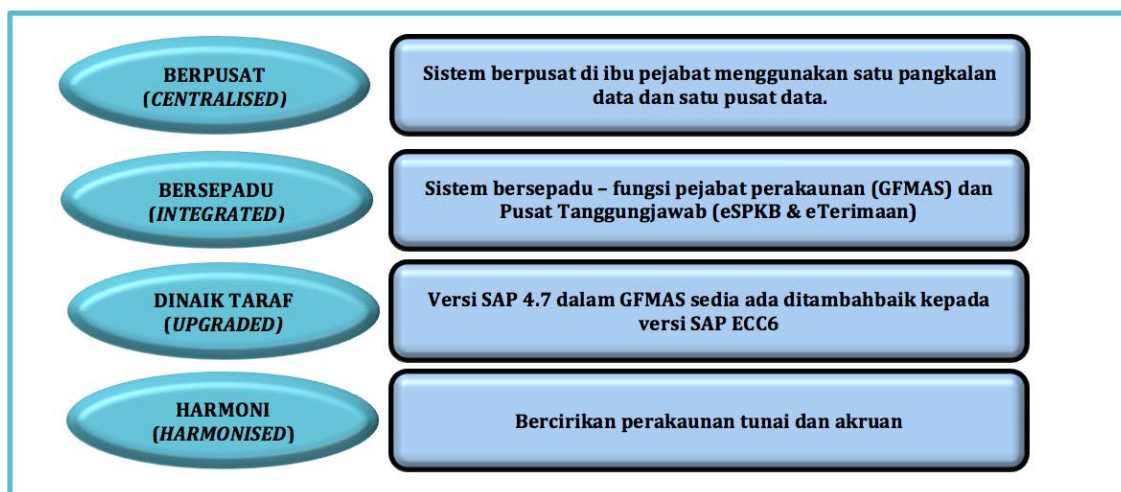 BERPUSAT
(CENTRALISED)
Sistem berpusat di ibu pejabat menggunakan satu pangkalan
data dan satu pusat data.
BERSEPADU
(INTEGRATED)
Sistem bersepadu – fungsi pejabat perakaunan (GFMAS) dan
Pusat Tanggungjawab (eSPKB & eTerimaan)
DINAIK TARAF
(UPGRADED)
Versi SAP 4.7 dalam GFMAS sedia ada ditambahbaik kepada
versi SAP ECC6
HARMONI
(HARMONISED)
Bercirikan perakaunan tunai dan akruan